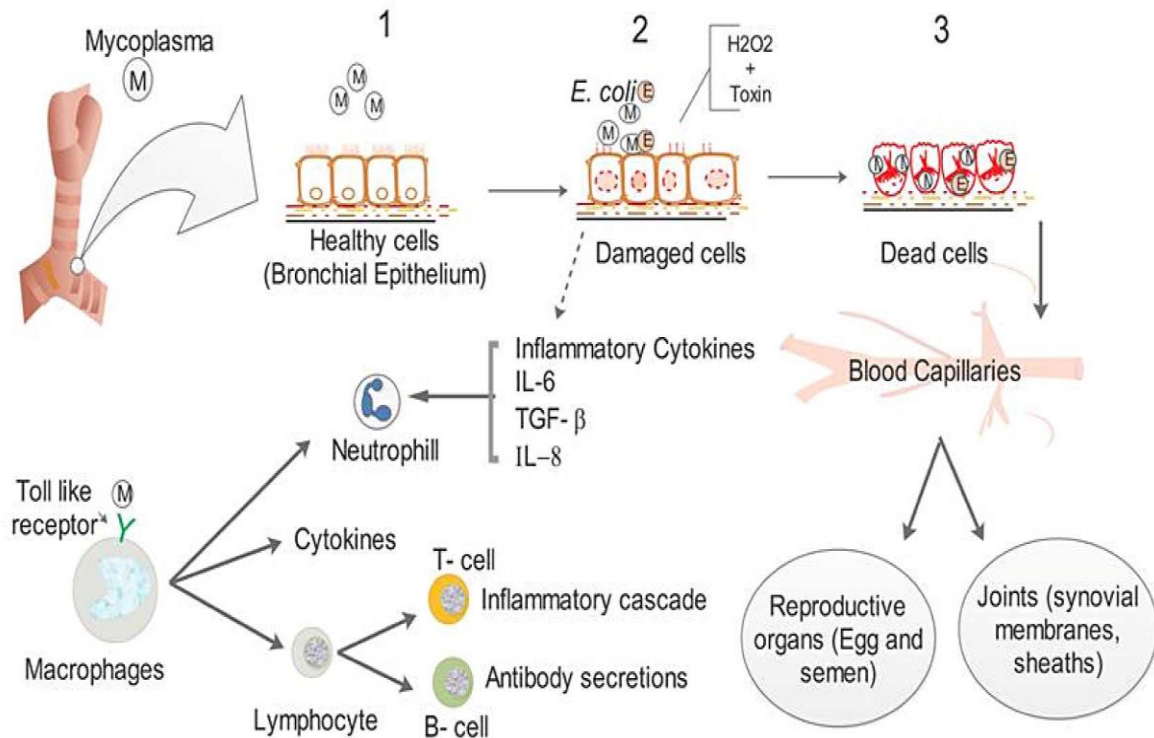 Mycoplasma
M
1
M
M
M
M
Healthy cells
(Bronchial Epithelium)
2
H2O2
+
Toxin
E. coli E
M
M
M E
Damaged cells
3
M
M
M
M
E
E
Dead cells
Inflammatory Cytokines
IL-6
TGF- β
IL–8
Neutrophill
Blood Capillaries
Toll like
receptor
M
Macrophages
Cytokines
Lymphocyte
T- cell
Inflammatory cascade
Antibody secretions
B- cell
Reproductive
organs (Egg and
semen)
Joints (synovial
membranes,
sheaths)